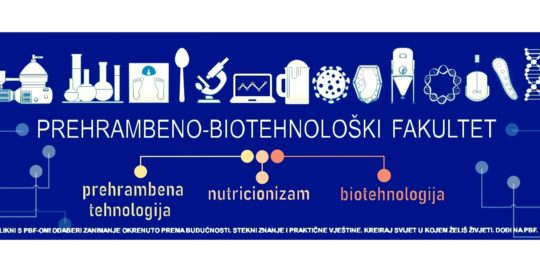 PREHRAMBENO-BIOTEHNOLOŠKI FAKULTET
prehrambena
tehnologija
nutricionizam
biotehnologija
LIKNI S PBF-OM! ODABERI ZANIMANJE OKRENUTO PREMA BUDUĆNOSTI. STEKNI ZNANJE I PRAKTIČNE VJEŠTINE. KREIRAJ SVIJET U KOJEM ŽELIŠ ŽIVJETI. DOĐI NA PBF.